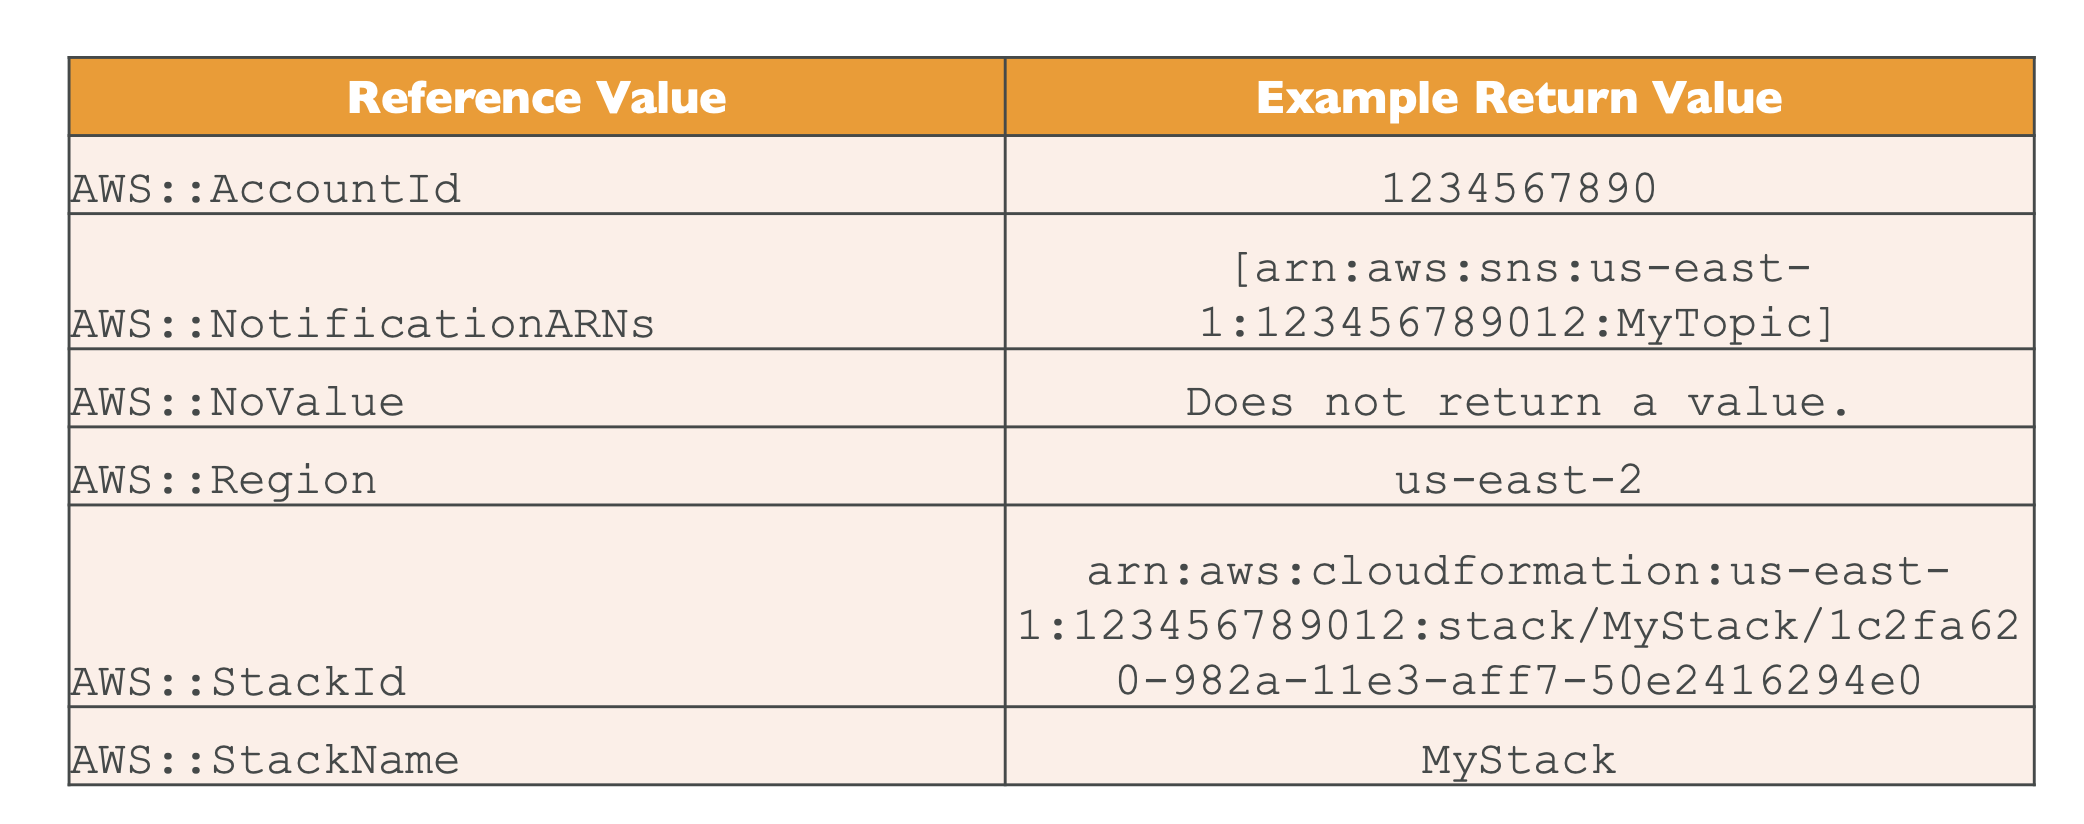 Reference Value
Example Return Value
AWS::AccountId
1234567890
AWS::NotificationARNs
[arn:aws:sns:us-east-
1:123456789012:MyTopic]
AWS::NoValue
Does not return a value.
AWS::Region
us-east-2
AWS::StackId
arn:aws:cloudformation:us-east-
1:123456789012:stack/MyStack/1c2fa62
0-982a-11e3-aff7-50e2416294e0
AWS::StackName
MyStack